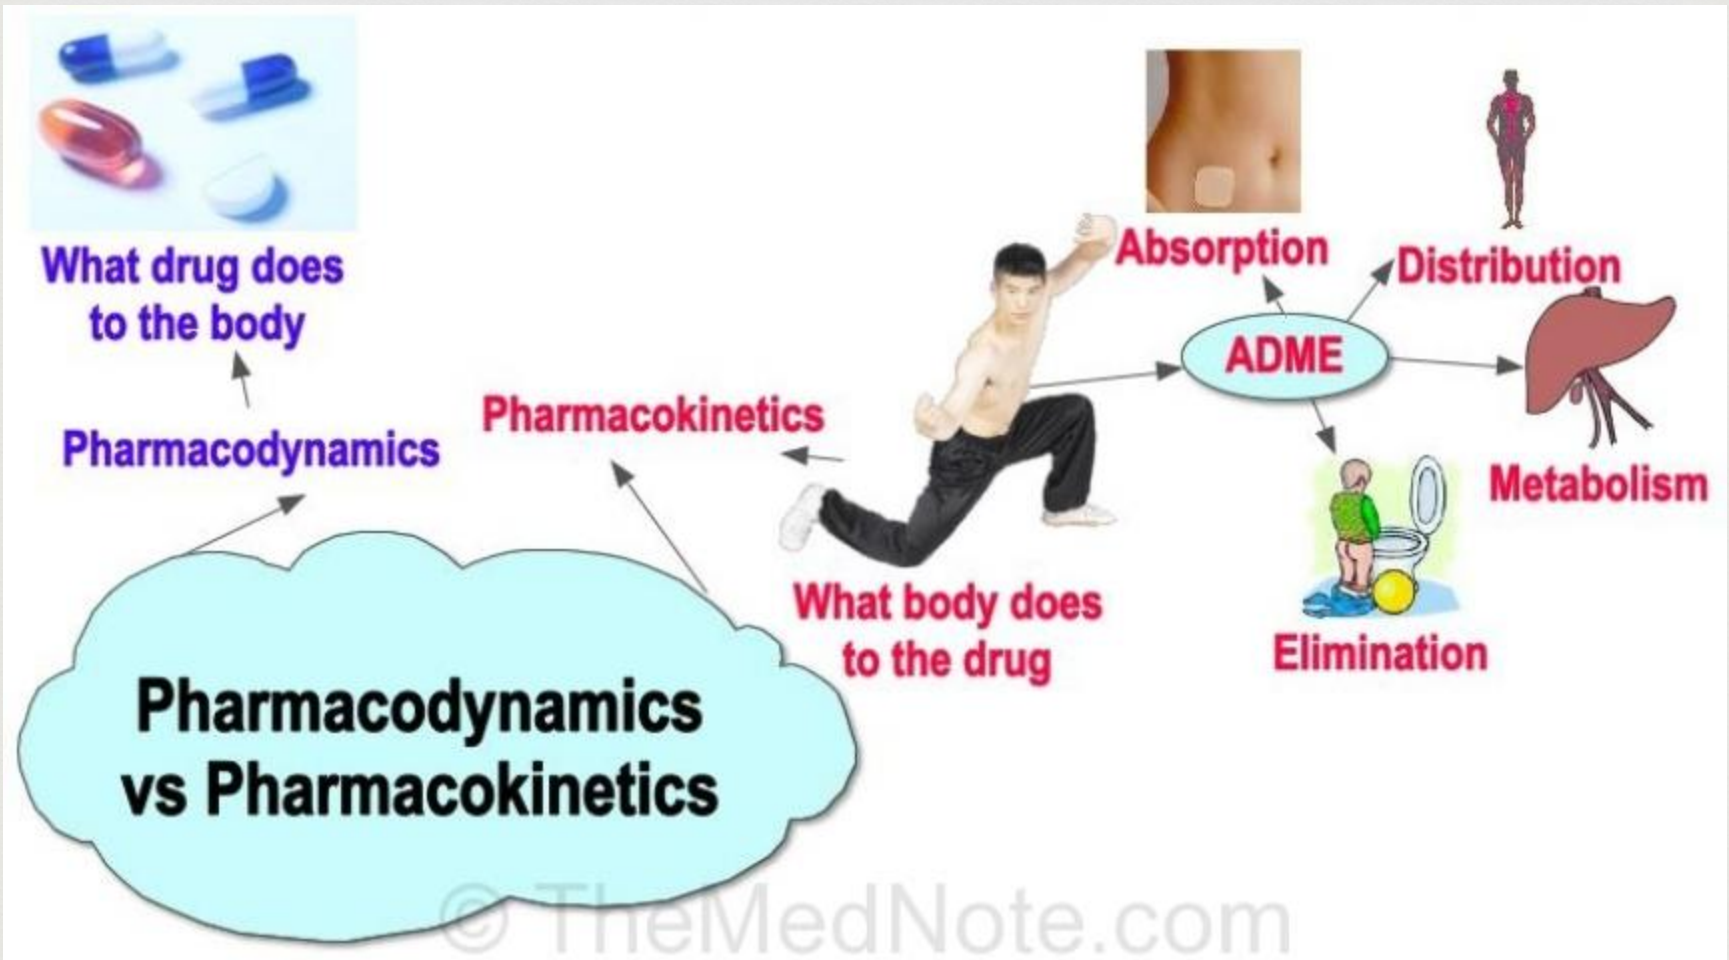 What drug does
to the body
Pharmacodynamics
Pharmacokinetics
Pharmacodynamics
vs Pharmacokinetics
What body does
to the drug
ADME
Absorption
Distribution
Metabolism
Elimination
© TheMedNote.com